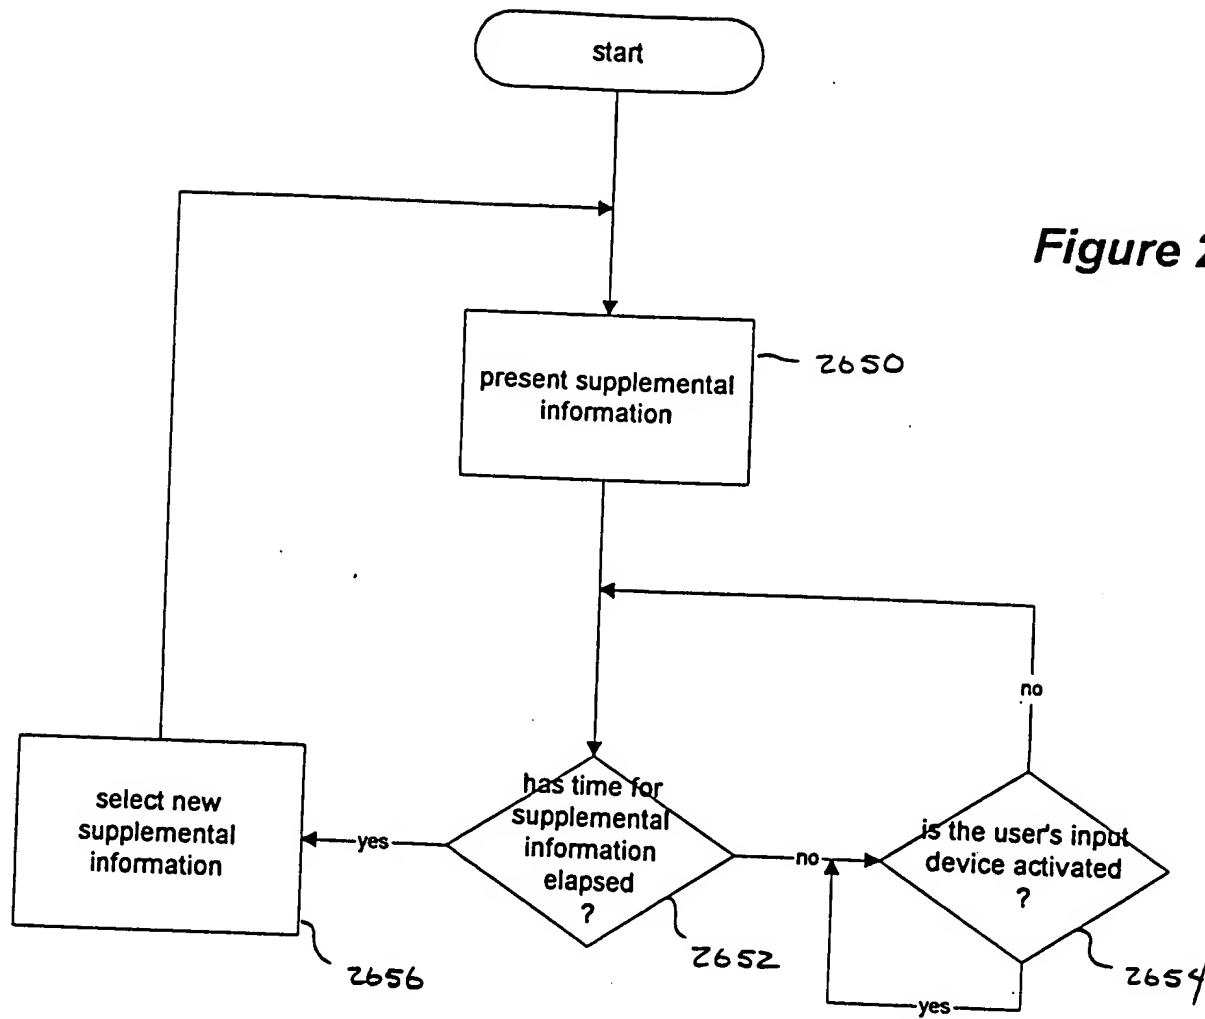 start
Figure 2
present supplemental
information
2650
no
has time for
supplemental
information
elapsed
?
select new
supplemental
information
yes
no
is the user's input
device activated
?
2652
2654
2656
yes